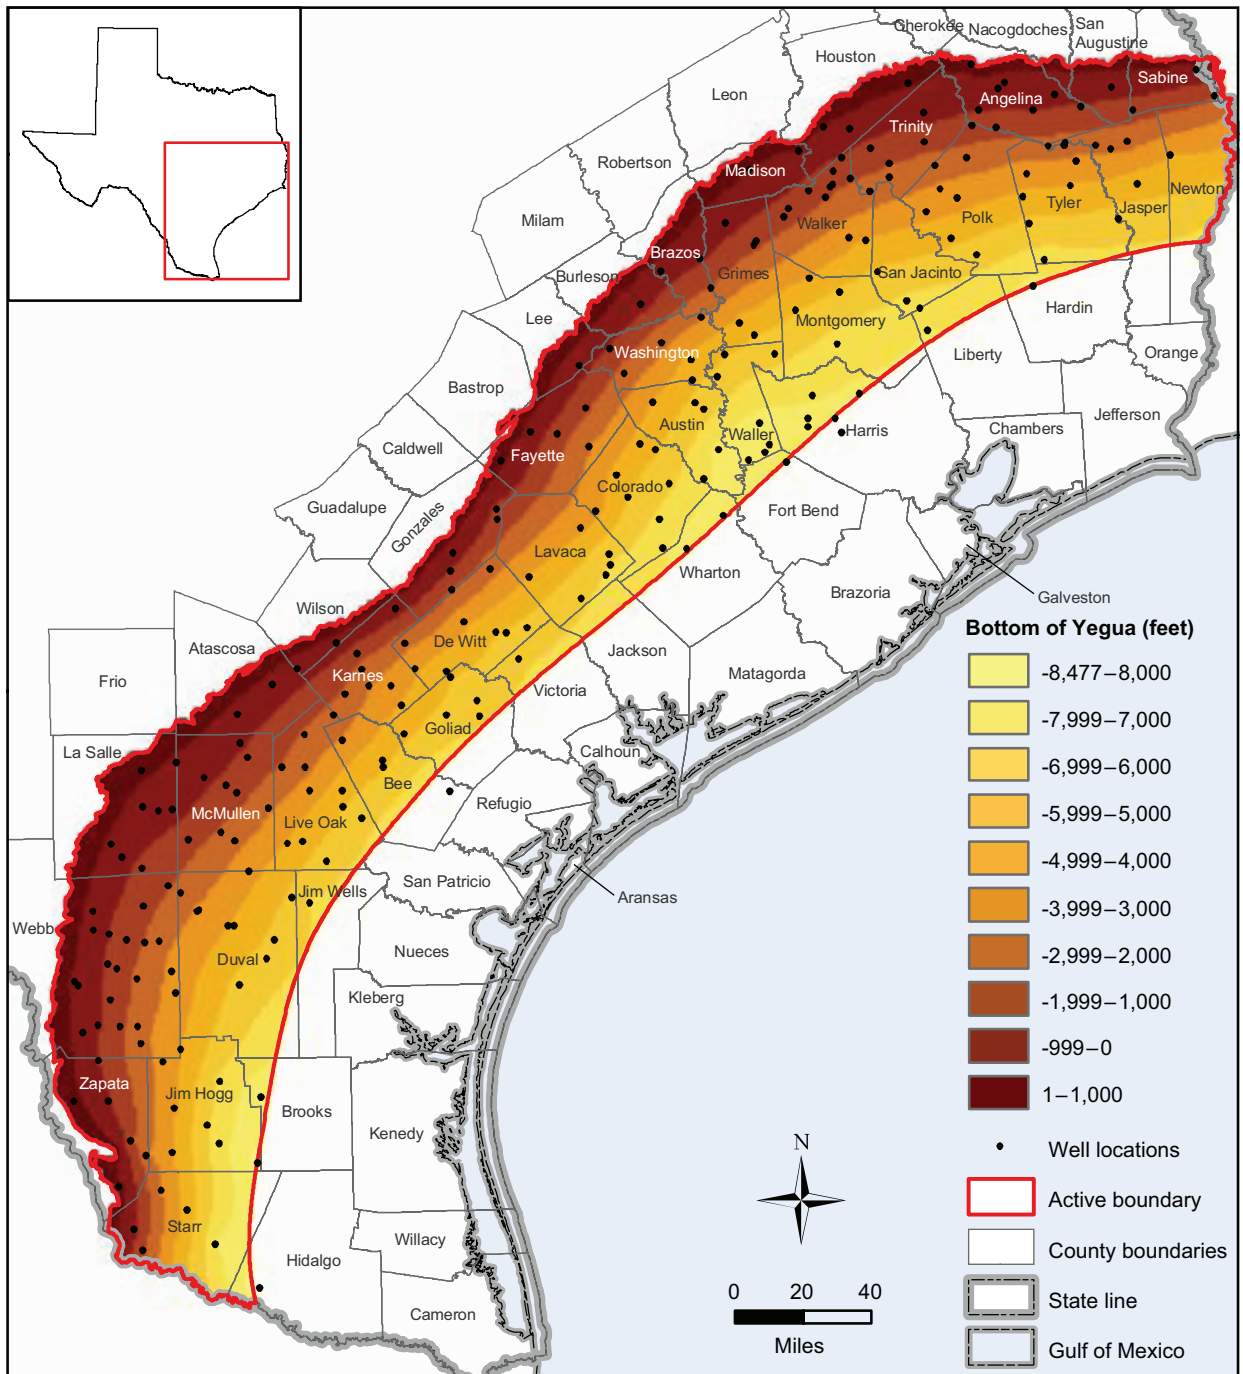 Cherokee
Nacogdoches
San
Augustine
Houston
Sabine
Leon
Angelina
Trinity
Robertson
Madison
Newton
Milam
Walker
Polk
Tyler
Jasper
Brazos
Burleson
Grimes
San Jacinto
Lee
Montgomery
Hardin
Washington
Liberty
Orange
Bastrop
Austin
Waller
Harris
Chambers
Jefferson
Caldwell
Fayette
Colorado
Guadalupe
Gonzales
Fort Bend
Lavaca
Wharton
Brazoria
Galveston
Wilson
Atascosa
De Witt
Jackson
Frio
Karnes
Victoria
Matagorda
Goliad
La Salle
Calhoun
Bee
Refugio
McMullen
Live Oak
San Patricio
Jim Wells
Aransas
Webb
Nueces
Duval
Kleberg
Zapata
Jim Hogg
Brooks
Kenedy
Starr
Willacy
Hidalgo
Cameron
Bottom of Yegua (feet)
-8,477–8,000
-7,999–7,000
-6,999–6,000
-5,999–5,000
-4,999–4,000
-3,999–3,000
-2,999–2,000
-1,999–1,000
-999–0
1–1,000
Well locations
Active boundary
County boundaries
State line
Gulf of Mexico
N
0 20 40
Miles